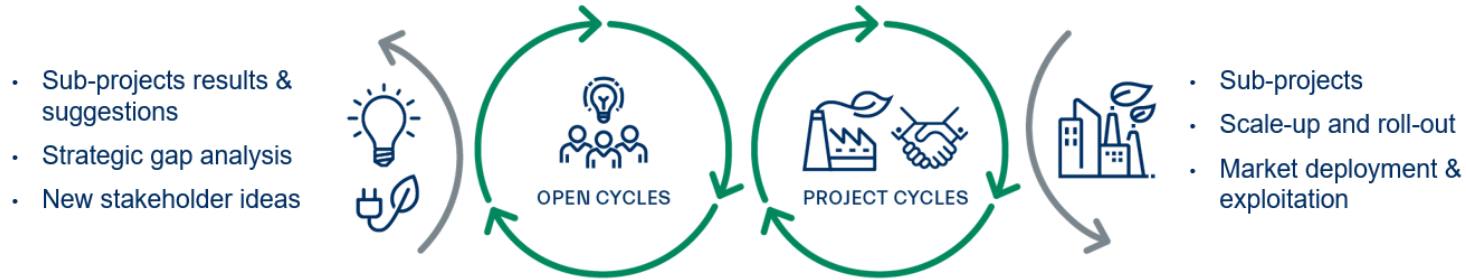 • Sub-projects results &
suggestions
• Strategic gap analysis
• New stakeholder ideas
OPEN CYCLES
PROJECT CYCLES
• Sub-projects
• Scale-up and roll-out
• Market deployment &
exploitation